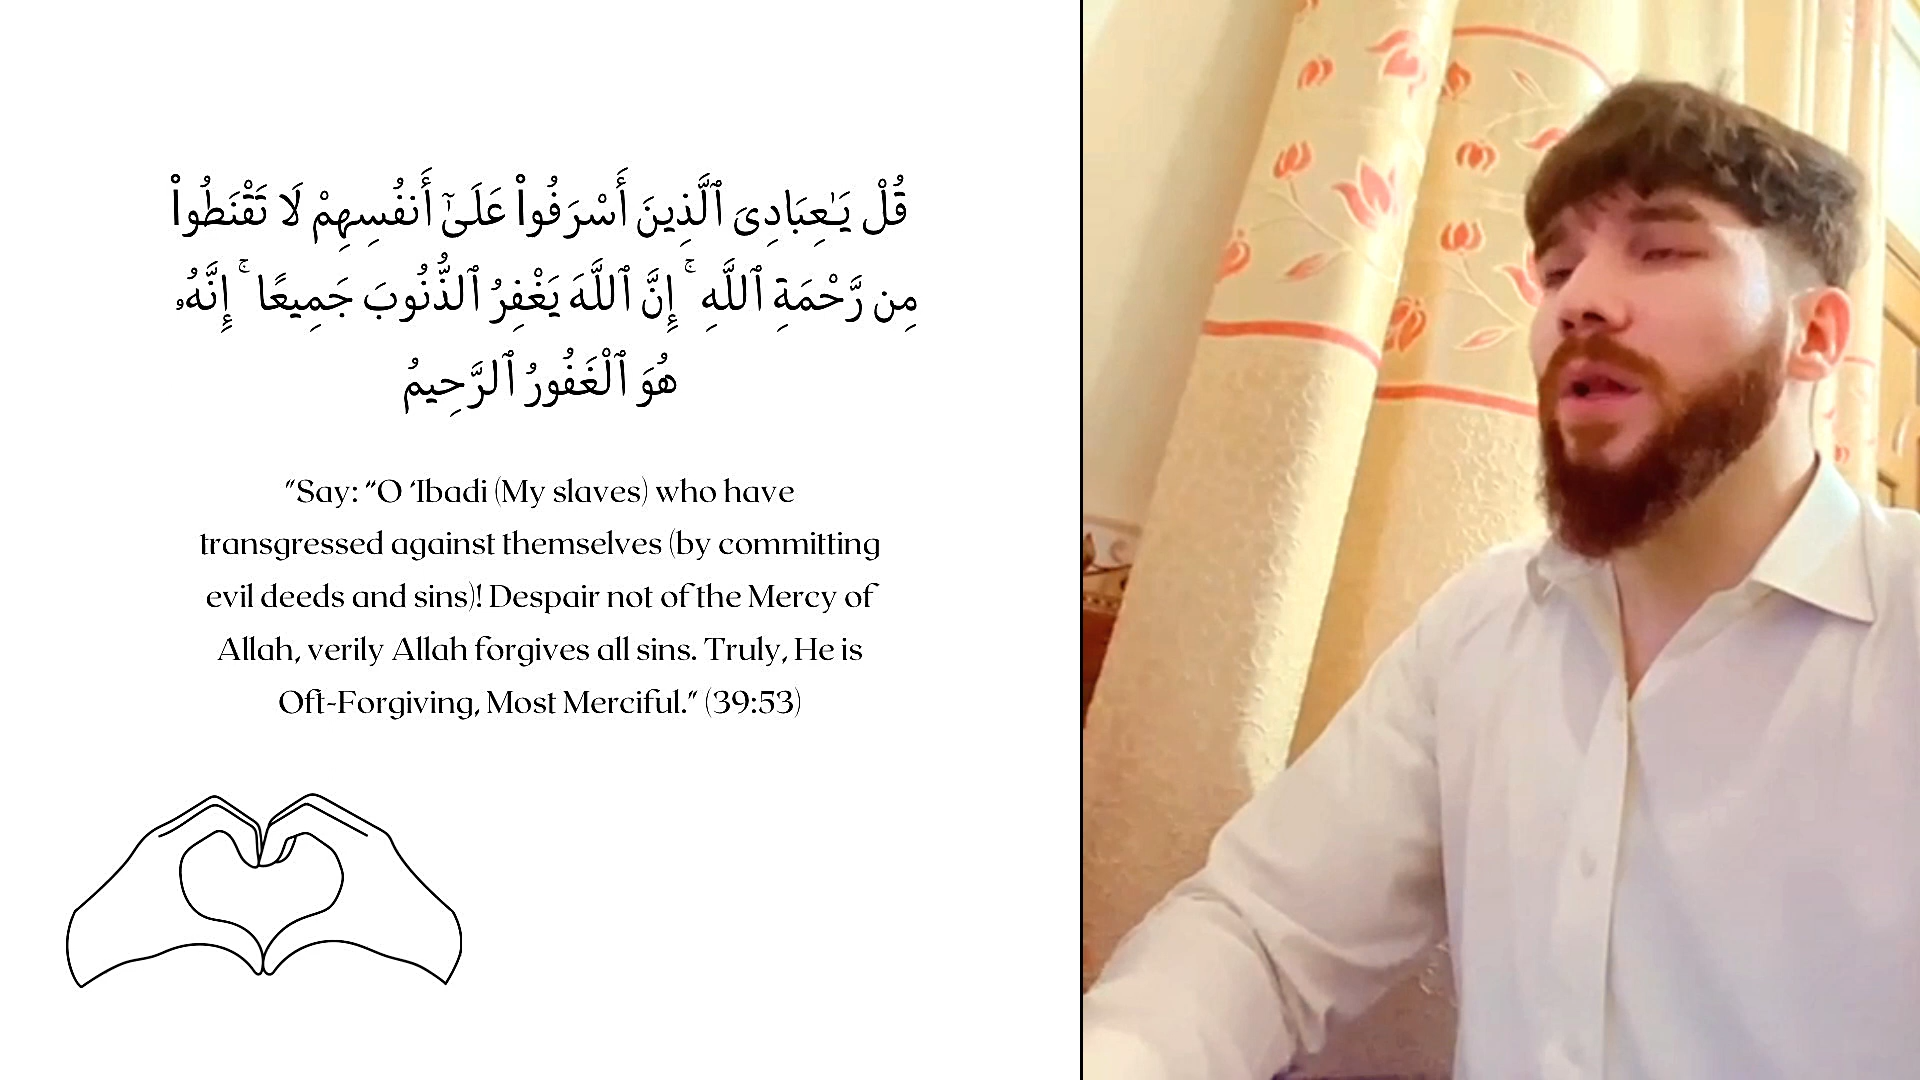 قُلْ يَـٰعِبَادِىَ ٱلَّذِينَ أَسْرَفُوا۟ عَلَىٰٓ أَنفُسِهِمْ لَا تَقْنَطُوا۟
مِن رَّحْمَةِ ٱللَّهِ ۚ إِنَّ ٱللَّهَ يَغْفِرُ ٱلذُّنُوبَ جَمِيعًا ۚ إِنَّهُۥ
هُوَ ٱلْغَفُورُ ٱلرَّحِيمُ
"Say: "O 'Ibadi (My slaves) who have
transgressed against themselves (by committing
evil deeds and sins)! Despair not of the Mercy of
Allah, verily Allah forgives all sins. Truly, He is
Oft-Forgiving, Most Merciful." (39:53)